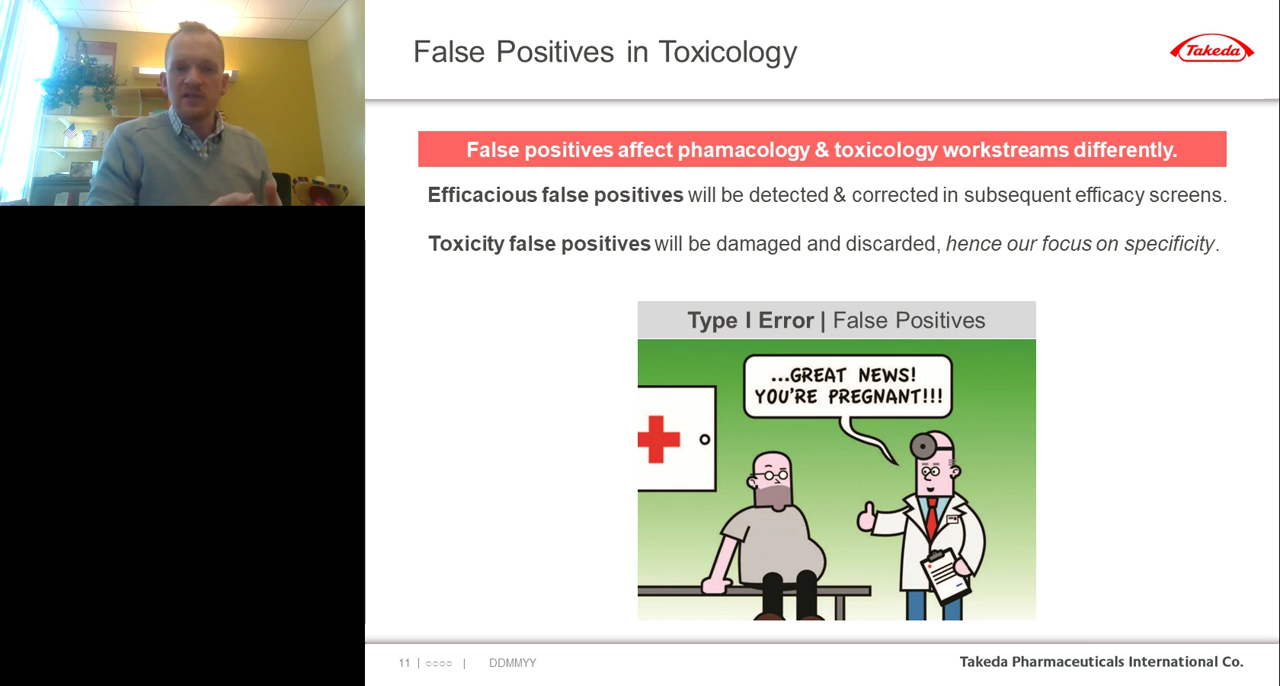 False Positives in Toxicology
Takeda
False positives affect phamacology & toxicology workstreams differently.
Efficacious false positives will be detected & corrected in subsequent efficacy screens.
Toxicity false positives will be damaged and discarded, hence our focus on specificity.
Type I Error | False Positives
...GREAT NEWS!
YOU'RE PREGNANT!!!
11 | ○○○○ | DDMMYY
Takeda Pharmaceuticals International Co.